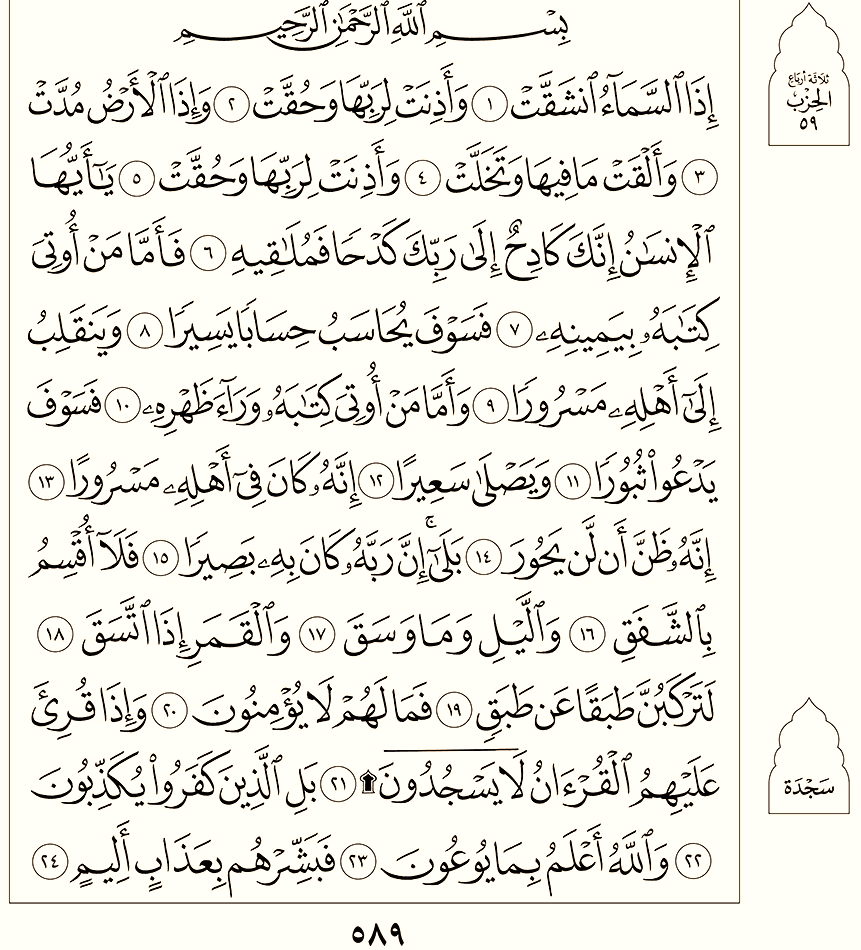 بِسْمِ ٱللَّهِ ٱلرَّحْمَٰنِ ٱلرَّحِيمِ
ثلاثة أرباع
الحِزْب
٥٩
إِذَا ٱلسَّمَآءُ ٱنشَقَّتْ ١ وَأَذِنَتْ لِرَبِّهَا وَحُقَّتْ ٢ وَإِذَا ٱلْأَرْضُ مُدَّتْ
٣ وَأَلْقَتْ مَا فِيهَا وَتَخَلَّتْ ٤ وَأَذِنَتْ لِرَبِّهَا وَحُقَّتْ ٥ يَٰٓأَيُّهَا
ٱلْإِنسَٰنُ إِنَّكَ كَادِحٌ إِلَىٰ رَبِّكَ كَدْحًا فَمُلَٰقِيهِ ٦ فَأَمَّا مَنْ أُوتِىَ
كِتَٰبَهُۥ بِيَمِينِهِۦ ٧ فَسَوْفَ يُحَاسَبُ حِسَابًا يَسِيرًا ٨ وَيَنقَلِبُ
إِلَىٰٓ أَهْلِهِۦ مَسْرُورًا ٩ وَأَمَّا مَنْ أُوتِىَ كِتَٰبَهُۥ وَرَآءَ ظَهْرِهِۦ ١٠ فَسَوْفَ
يَدْعُوا۟ ثُبُورًا ١١ وَيَصْلَىٰ سَعِيرًا ١٢ إِنَّهُۥ كَانَ فِىٓ أَهْلِهِۦ مَسْرُورًا ١٣
إِنَّهُۥ ظَنَّ أَن لَّن يَحُورَ ١٤ بَلَىٰٓۚ إِنَّ رَبَّهُۥ كَانَ بِهِۦ بَصِيرًا ١٥ فَلَآ أُقْسِمُ
بِٱلشَّفَقِ ١٦ وَٱلَّيْلِ وَمَا وَسَقَ ١٧ وَٱلْقَمَرِ إِذَا ٱتَّسَقَ ١٨
لَتَرْكَبُنَّ طَبَقًا عَن طَبَقٍ ١٩ فَمَا لَهُمْ لَا يُؤْمِنُونَ ٢٠ وَإِذَا قُرِئَ
عَلَيْهِمُ ٱلْقُرْءَانُ لَا يَسْجُدُونَ ۩ ٢١ بَلِ ٱلَّذِينَ كَفَرُوا۟ يُكَذِّبُونَ
سَجْدَة
٢٢ وَٱللَّهُ أَعْلَمُ بِمَا يُوعُونَ ٢٣ فَبَشِّرْهُم بِعَذَابٍ أَلِيمٍ ٢٤
٥٨٩